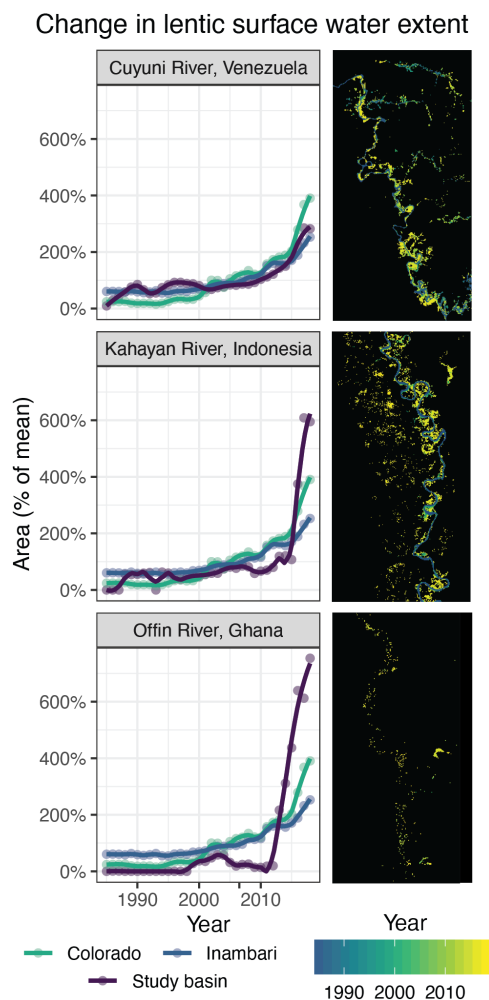 Change in lentic surface water extent
Cuyuni River, Venezuela
600%
400%
200%
0%
Kahayan River, Indonesia
600%
400%
200%
0%
Offin River, Ghana
600%
400%
200%
0%
Area (% of mean)
1990 2000 2010
Year
Colorado Inambari
Study basin
Year
1990 2000 2010